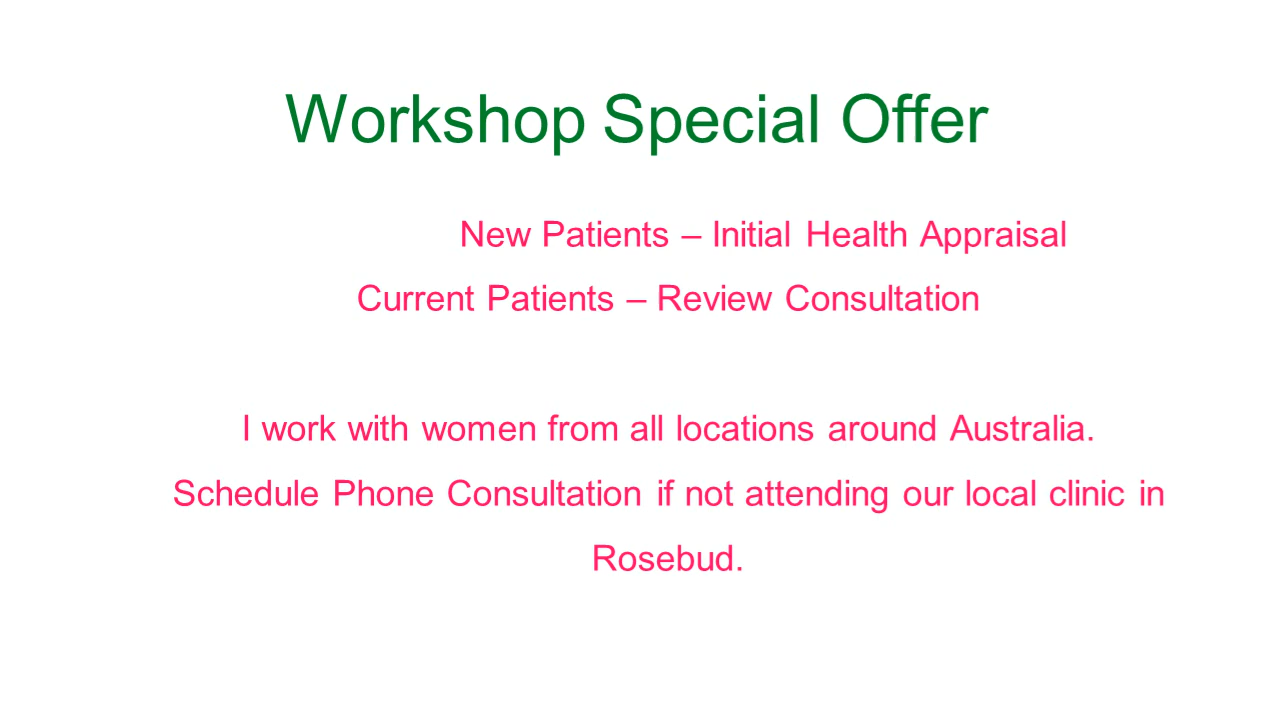 Workshop Special Offer
New Patients – Initial Health Appraisal
Current Patients – Review Consultation
I work with women from all locations around Australia.
Schedule Phone Consultation if not attending our local clinic in
Rosebud.